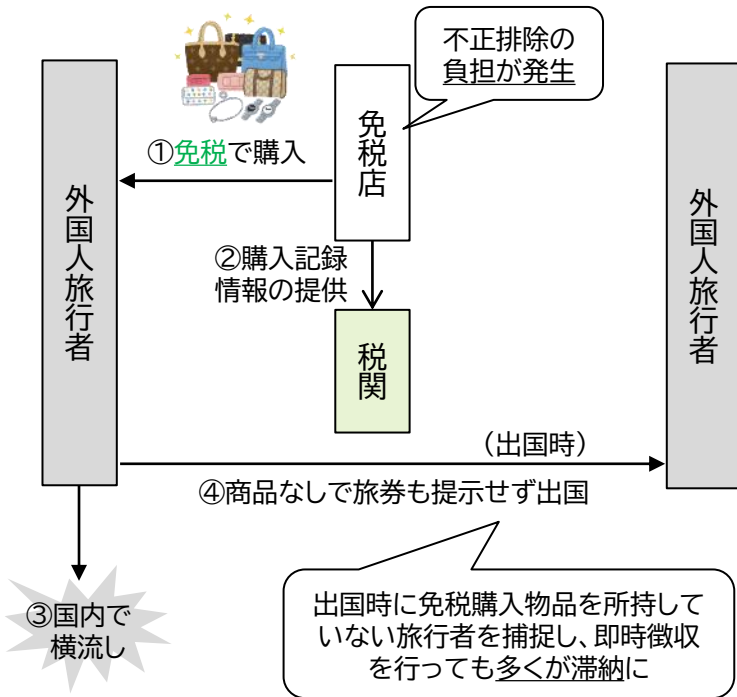 不正排除の
負担が発生
免税店
①免税で購入
外国人旅行者
外国人旅行者
②購入記録
情報の提供
税関
(出国時)
④商品なしで旅券も提示せず出国
③国内で
横流し
出国時に免税購入物品を所持して
いない旅行者を捕捉し、即時徴収
を行っても多くが滞納に